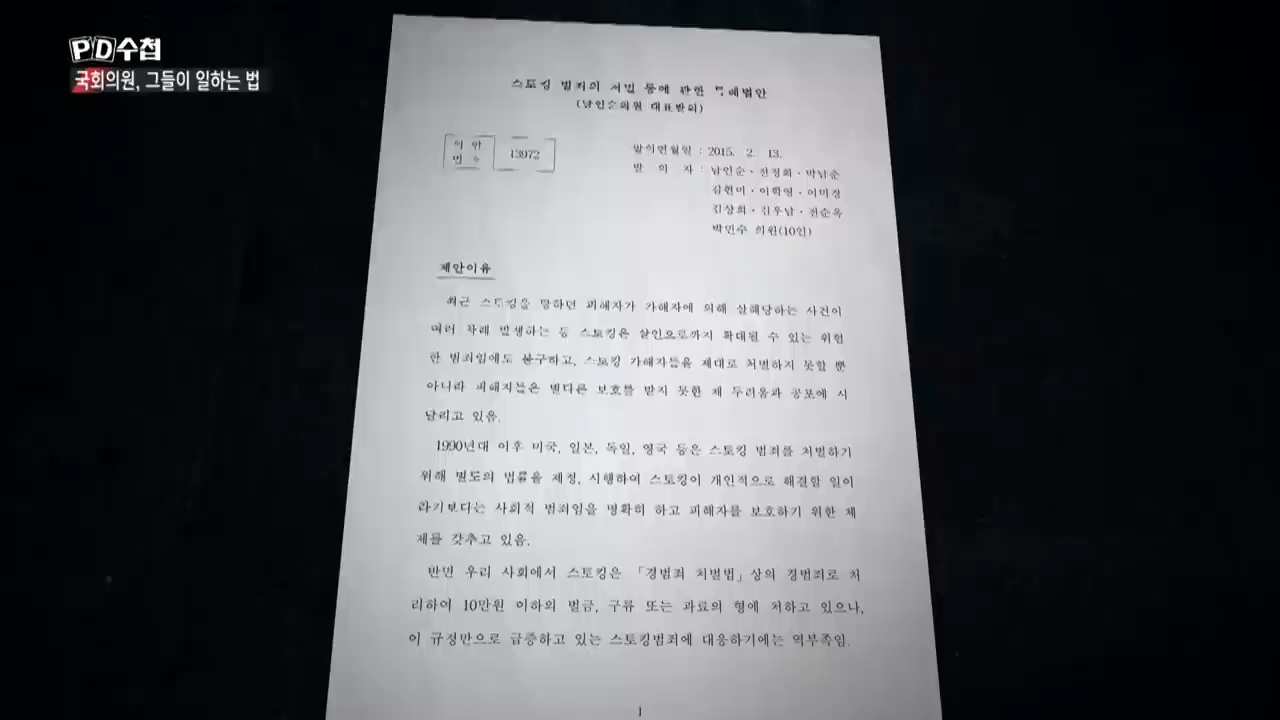 PD수첩
국회의원, 그들이 일하는 법
스토킹 범죄의 처벌 등에 관한 특례법안
(남인순의원 대표발의)
의 안
번 호
13972
발의연월일 : 2015. 2. 13.
발 의 자 : 남인순·전정희·박남춘
김현미·이학영·이미경
김상희·김우남·전순옥
박민수 의원(10인)
제안이유
최근 스토킹을 당하던 피해자가 가해자에 의해 살해당하는 사건이
여러 차례 발생하는 등 스토킹은 살인으로까지 확대될 수 있는 위험
한 범죄임에도 불구하고, 스토킹 가해자들을 제대로 처벌하지 못할 뿐
아니라 피해자들은 별다른 보호를 받지 못한 채 두려움과 공포에 시
달리고 있음.
1990년대 이후 미국, 일본, 독일, 영국 등은 스토킹 범죄를 처벌하기
위해 별도의 법률을 제정, 시행하여 스토킹이 개인적으로 해결할 일이
라기보다는 사회적 범죄임을 명확히 하고 피해자를 보호하기 위한 체
제를 갖추고 있음.
반면 우리 사회에서 스토킹은 「경범죄 처벌법」상의 경범죄로 처
리하여 10만원 이하의 벌금, 구류 또는 과료의 형에 처하고 있으나,
이 규정만으로 급증하고 있는 스토킹범죄에 대응하기에는 역부족임.
1